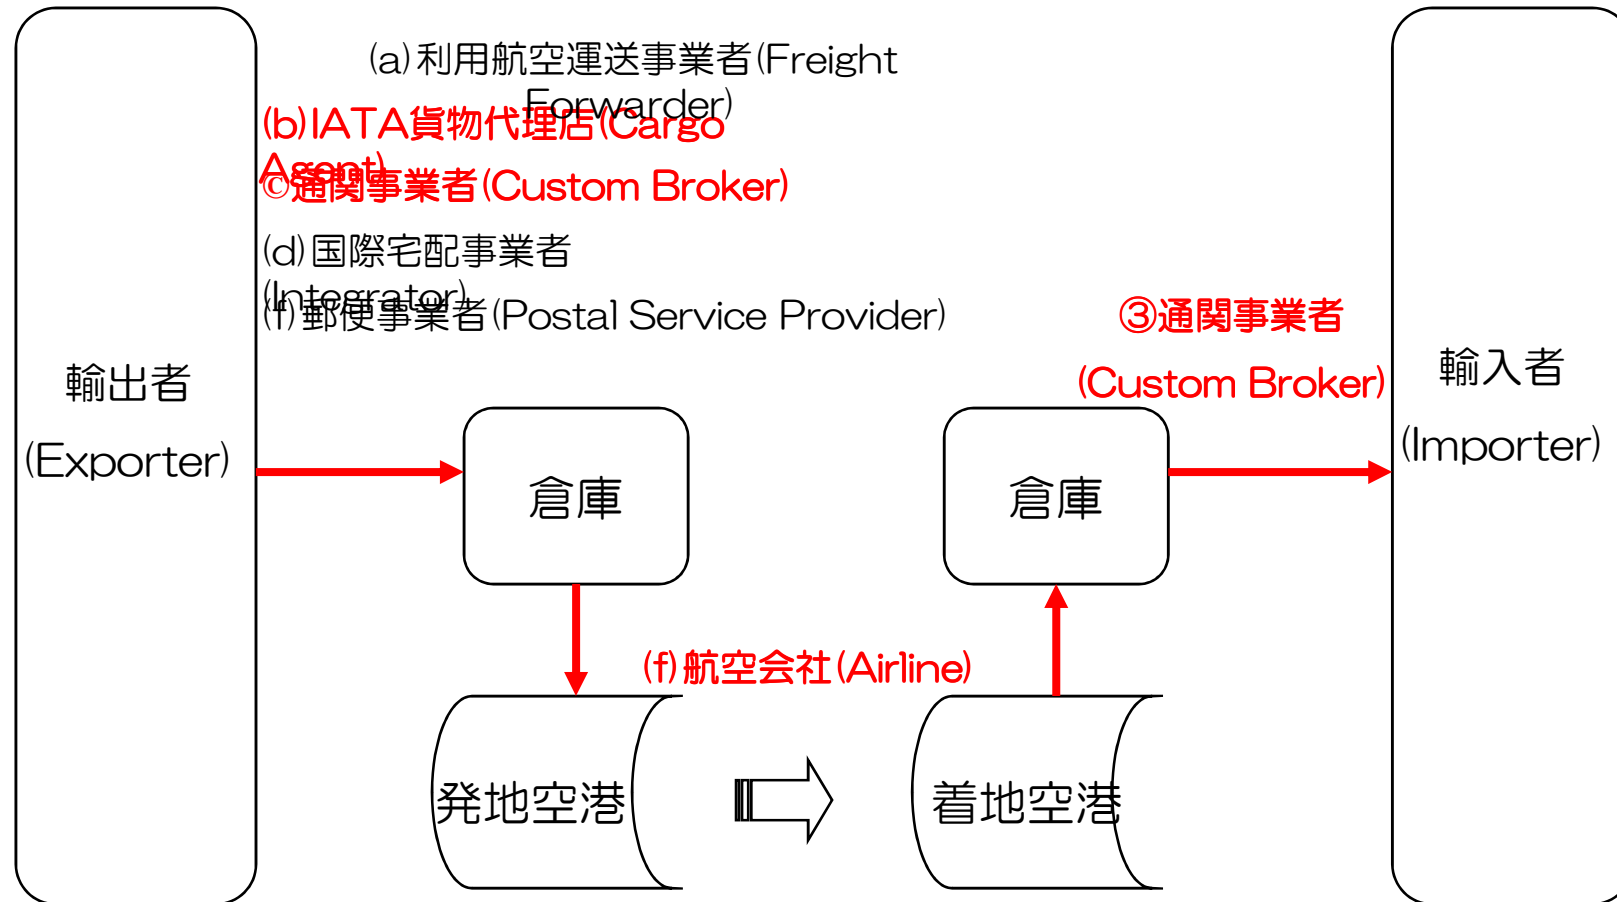 (a)利用航空運送事業者(Freight
Forwarder)
(b)IATA貨物代理店(Cargo
Agent)
©通関事業者(Custom Broker)
(d)国際宅配事業者
(Integrator)
(f)郵便事業者(Postal Service Provider)
③通関事業者
(Custom Broker)
輸出者
(Exporter)
輸入者
(Importer)
倉庫
倉庫
(f)航空会社(Airline)
発地空港
着地空港